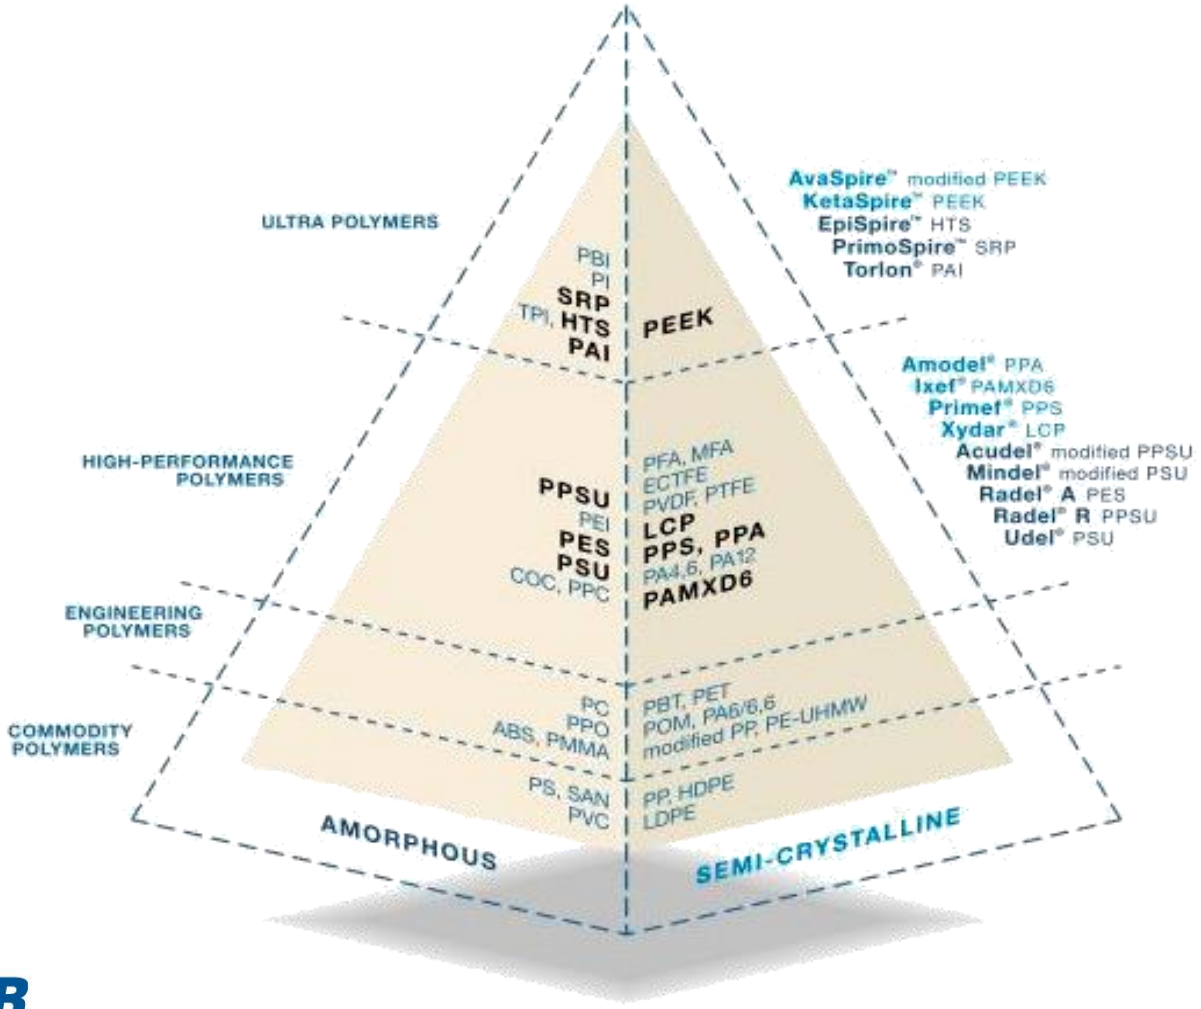 ULTRA POLYMERS
AvaSpire™ modified PEEK
KetaSpire™ PEEK
EpiSpire™ HTS
PrimoSpire™ SRP
Torlon® PAI
PBI
PI
SRP
TPI, HTS
PAI
PEEK
HIGH-PERFORMANCE
POLYMERS
Amodel® PPA
Ixef® PAMXD6
Primef® PPS
Xydar® LCP
Acudel® modified PPSU
Mindel® modified PSU
Radel® A PES
Radel® R PPSU
Udel® PSU
PPSU
PEI
PES
PSU
COC, PPC
PFA, MFA
ECTFE
PVDF, PTFE
LCP
PPS, PPA
PA4,6, PA12
PAMXD6
ENGINEERING
POLYMERS
PC
PPO
ABS, PMMA
PBT, PET
POM, PA6/6,6
modified PP, PE-UHMW
COMMODITY
POLYMERS
PS, SAN
PVC
PP, HDPE
LDPE
AMORPHOUS
SEMI-CRYSTALLINE
R